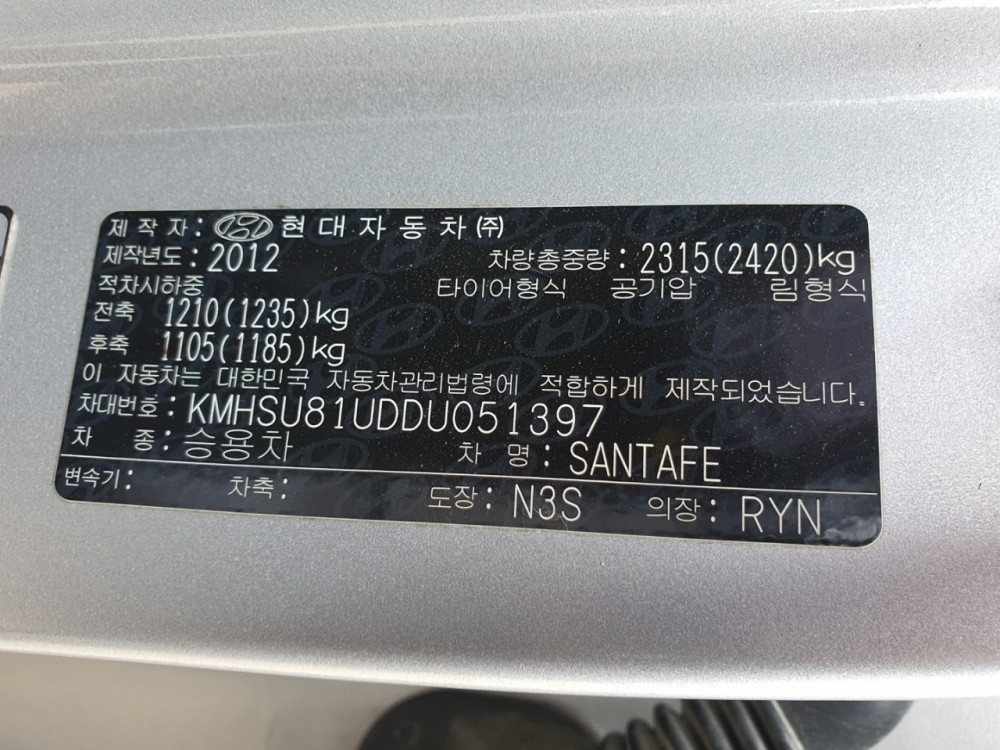 제 작 자 : 현 대 자 동 차 ㈜
제작년도 : 2012 차량총중량 : 2315(2420)kg
적차시하중 타이어형식 공기압 림형식
전축 1210(1235)kg
후축 1105(1185)kg
이 자동차는 대한민국 자동차관리법령에 적합하게 제작되었습니다.
차대번호 : KMHSU81UDDU051397
차 종 : 승용차 차 명 : SANTAFE
변속기 : 차축 : 도장 : N3S 의장 : RYN